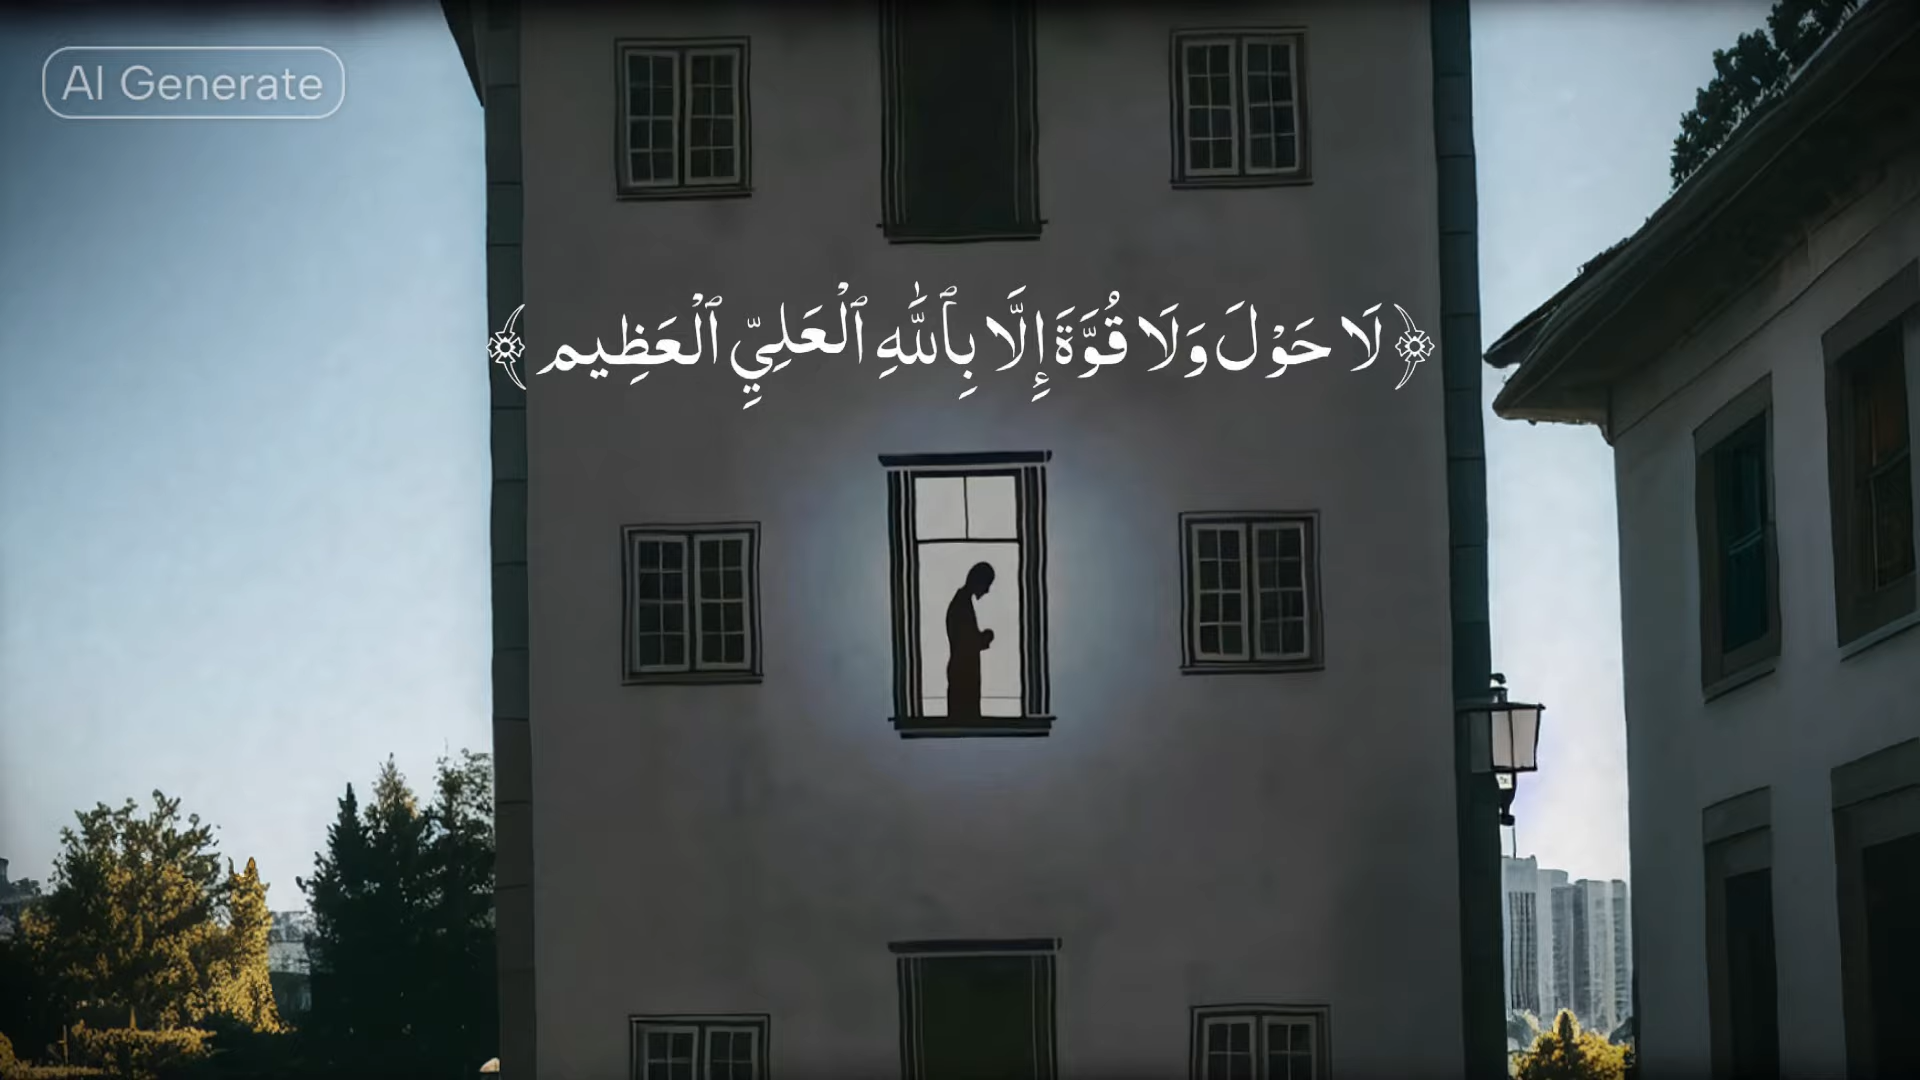 AI Generate
﴿لَا حَوْلَ وَلَا قُوَّةَ إِلَّا بِٱللَّهِ ٱلْعَلِيِّ ٱلْعَظِيم﴾